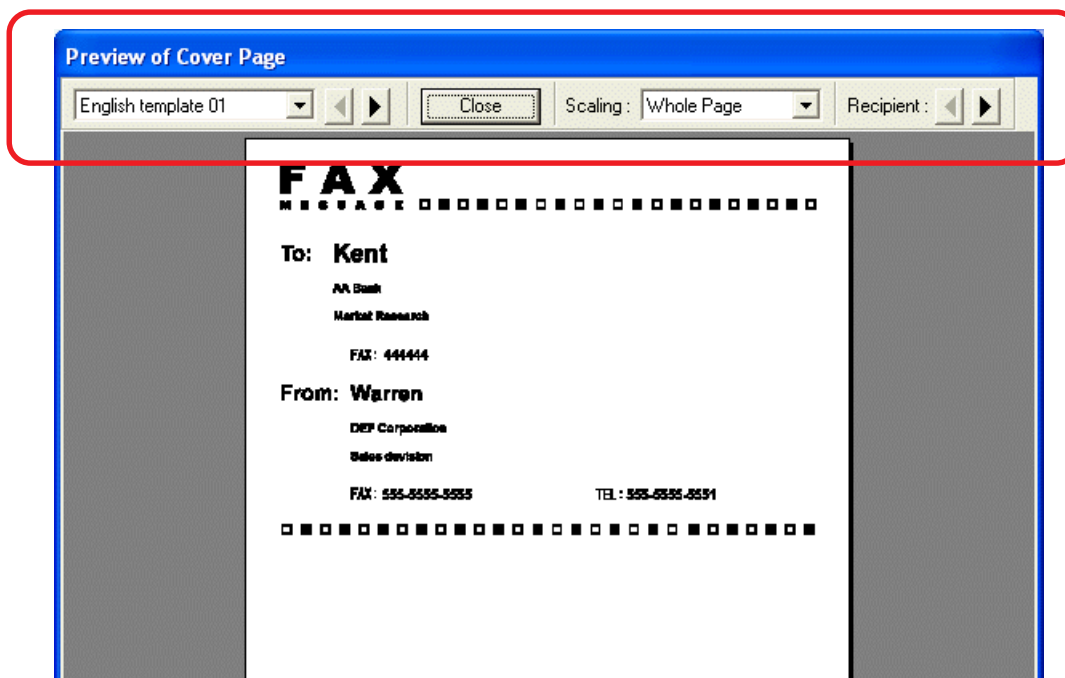 Preview of Cover Page
English template 01 Close Scaling : Whole Page Recipient :
FAX
MESSAGE
To: Kent
AA Bank
Market Research
FAX : 444444
From: Warren
DEF Corporation
Sales devision
FAX : 555-5555-5555 TEL : 555-5555-5551